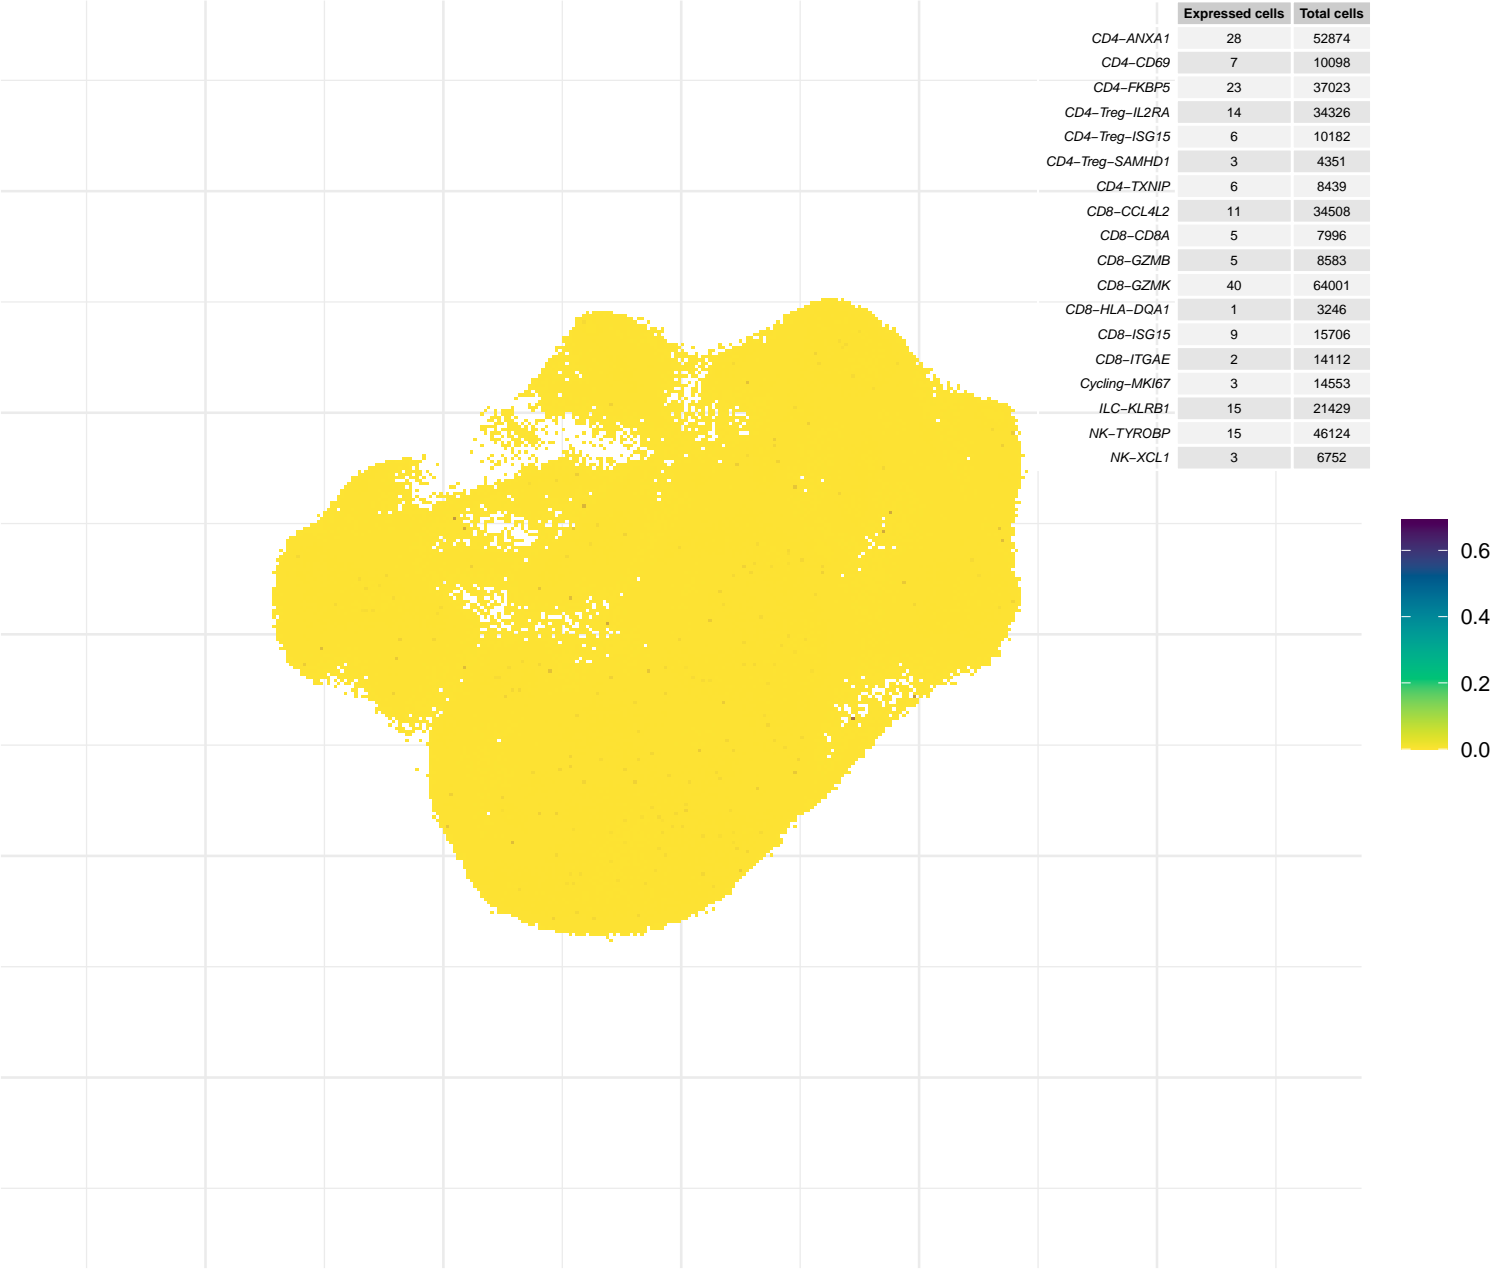 Expressed cells Total cells
CD4−ANXA1 28 52874
CD4−CD69 7 10098
CD4−FKBP5 23 37023
CD4−Treg−IL2RA 14 34326
CD4−Treg−ISG15 6 10182
CD4−Treg−SAMHD1 3 4351
CD4−TXNIP 6 8439
CD8−CCL4L2 11 34508
CD8−CD8A 5 7996
CD8−GZMB 5 8583
CD8−GZMK 40 64001
CD8−HLA−DQA1 1 3246
CD8−ISG15 9 15706
CD8−ITGAE 2 14112
Cycling−MKI67 3 14553
ILC−KLRB1 15 21429
NK−TYROBP 15 46124
NK−XCL1 3 6752
0.6
0.4
0.2
0.0